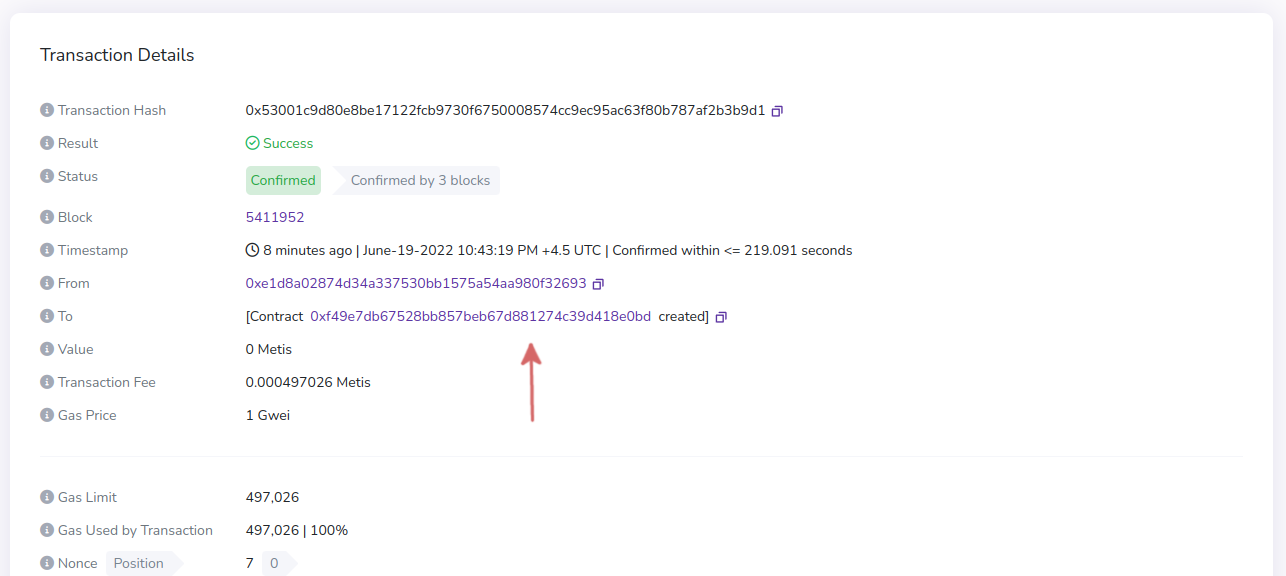 Transaction Details
Transaction Hash 0x53001c9d80e8be17122fcb9730f6750008574cc9ec95ac63f80b787af2b3b9d1
Result Success
Status Confirmed Confirmed by 3 blocks
Block 5411952
Timestamp 8 minutes ago | June-19-2022 10:43:19 PM +4.5 UTC | Confirmed within <= 219.091 seconds
From 0xe1d8a02874d34a337530bb1575a54aa980f32693
To [Contract 0xf49e7db67528bb857beb67d881274c39d418e0bd created]
Value 0 Metis
Transaction Fee 0.000497026 Metis
Gas Price 1 Gwei
Gas Limit 497,026
Gas Used by Transaction 497,026 | 100%
Nonce Position 7 0